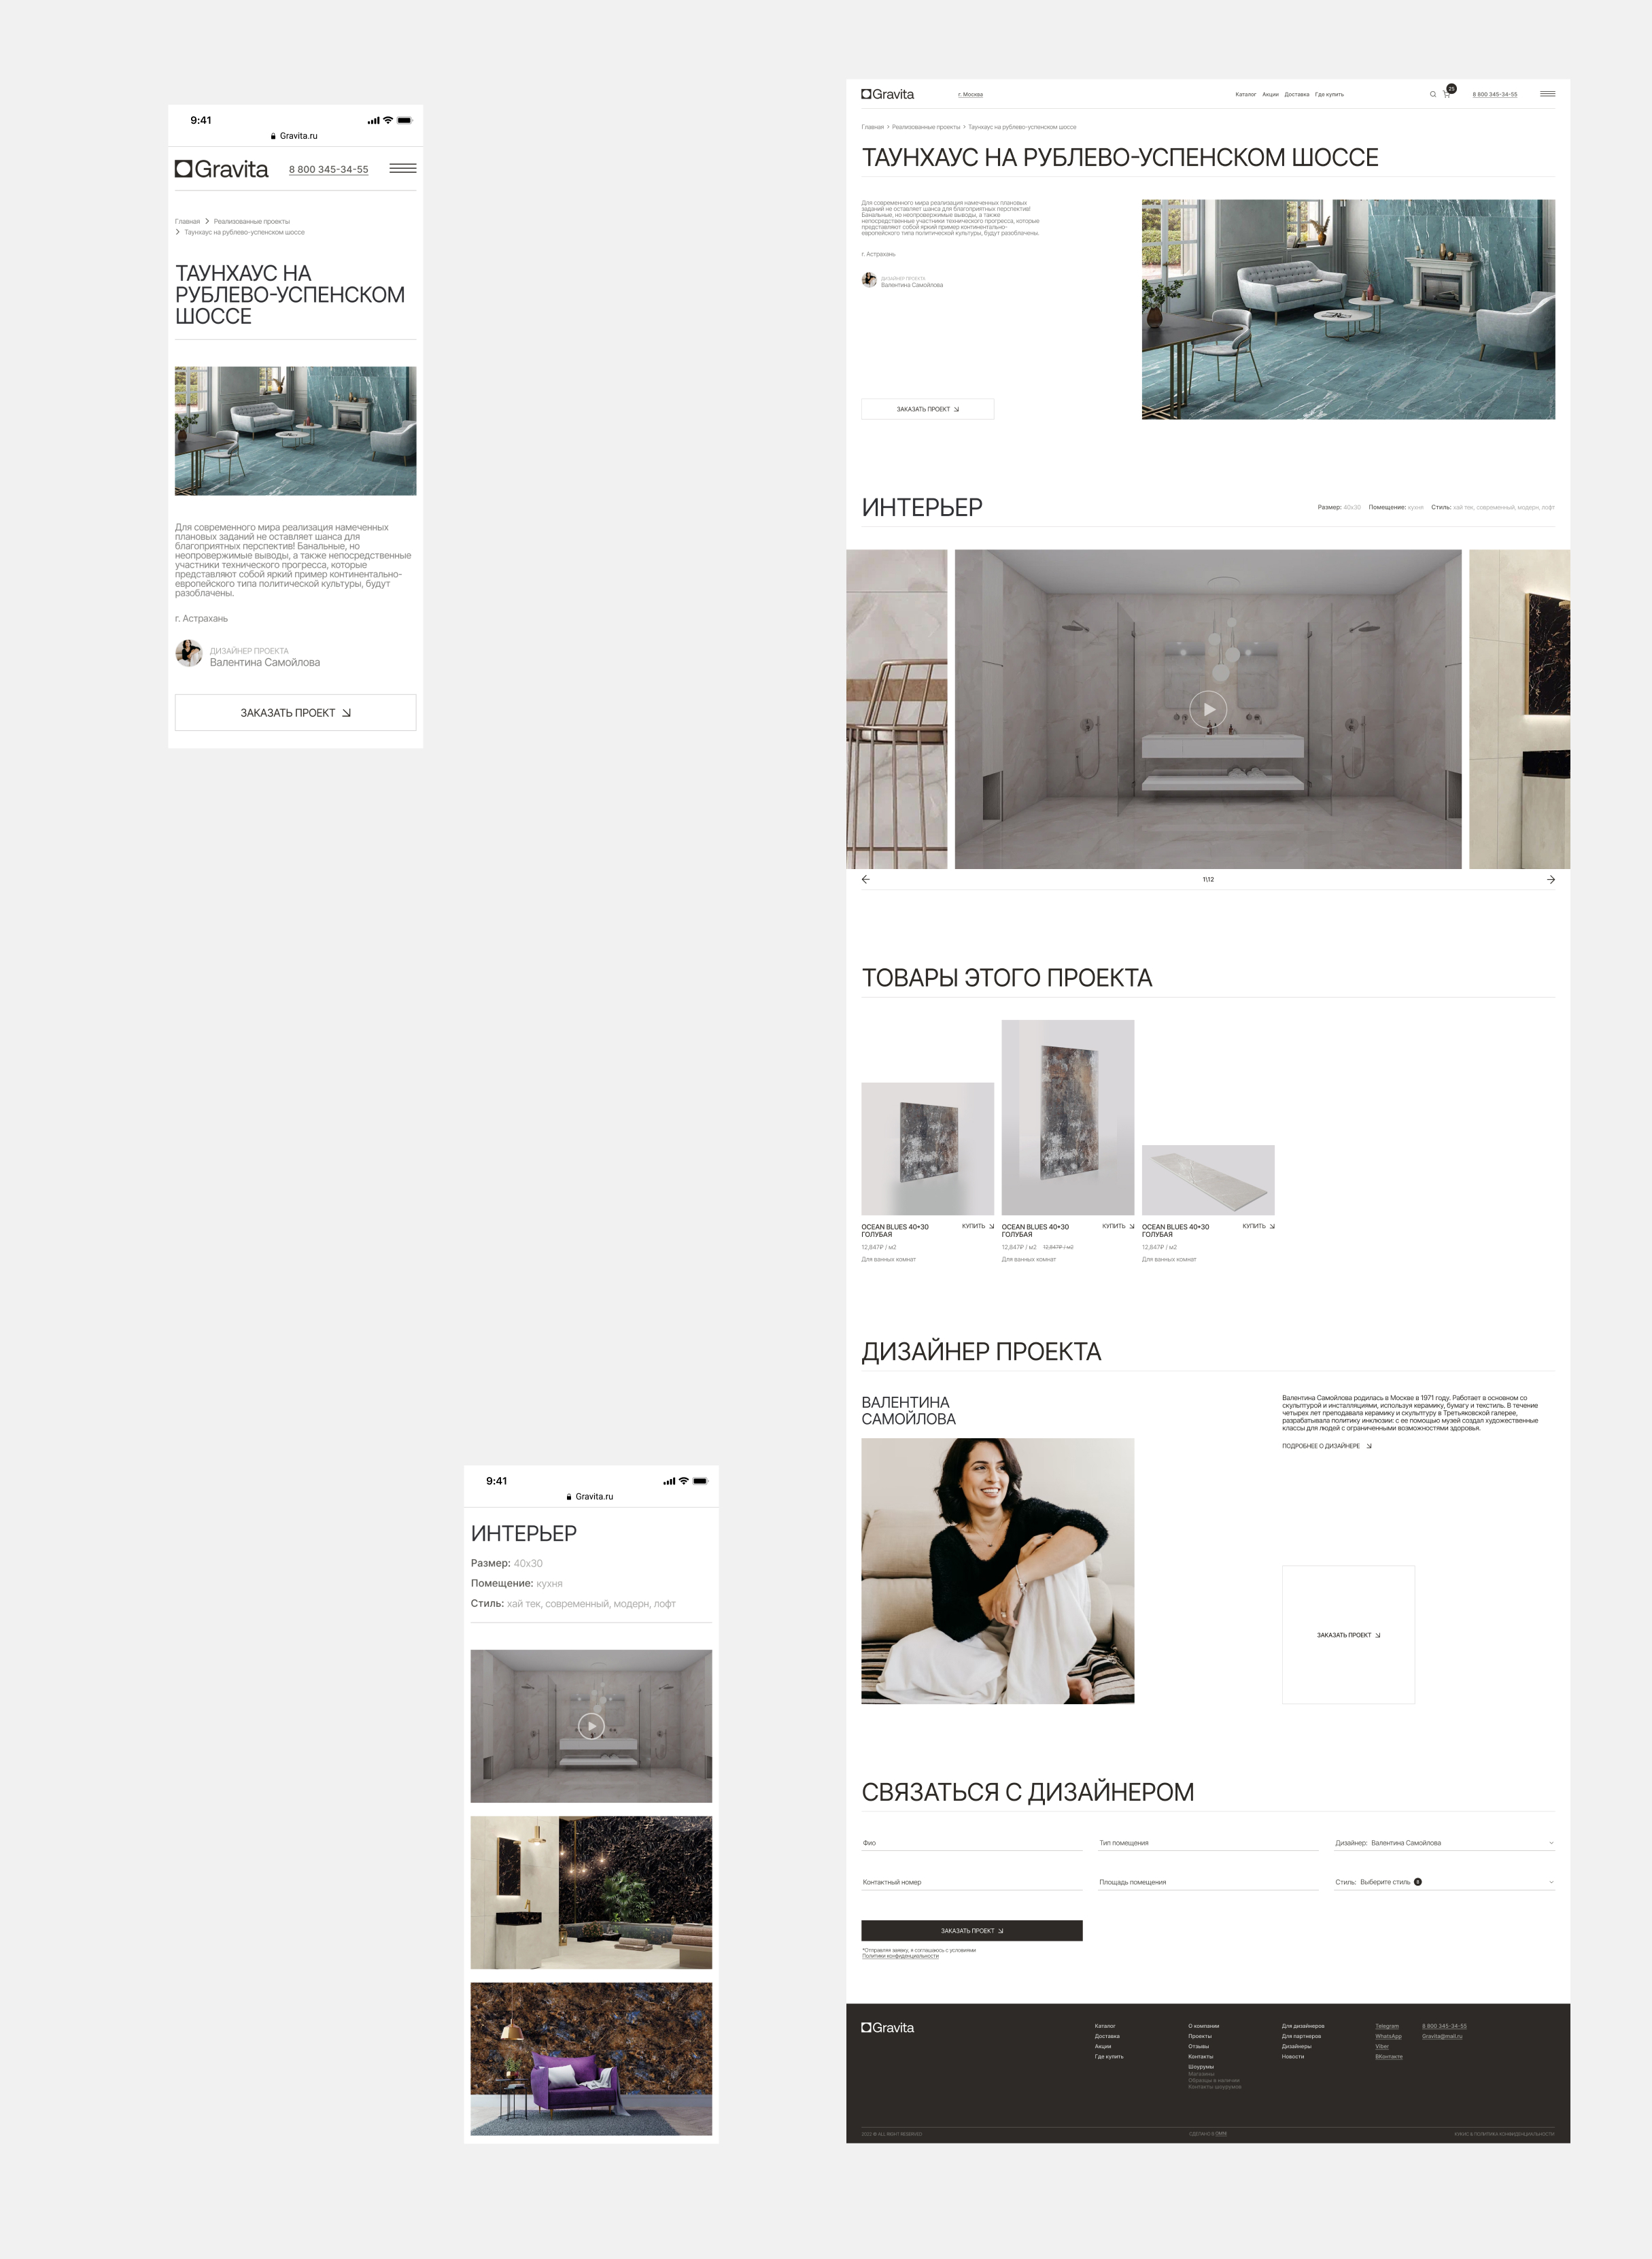 9:41
Gravita.ru
Gravita
8 800 345-34-55
Главная > Реализованные проекты
> Таунхаус на рублево-успенском шоссе
ТАУНХАУС НА
РУБЛЕВО-УСПЕНСКОМ
ШОССЕ
Для современного мира реализация намеченных
плановых заданий не оставляет шанса для
благоприятных перспектив! Банальные, но
неопровержимые выводы, а также непосредственные
участники технического прогресса, которые
представляют собой яркий пример континентально-
европейского типа политической культуры, будут
разоблачены.
г. Астрахань
ДИЗАЙНЕР ПРОЕКТА
Валентина Самойлова
ЗАКАЗАТЬ ПРОЕКТ
9:41
Gravita.ru
ИНТЕРЬЕР
Размер: 40х30
Помещение: кухня
Стиль: хай тек, современный, модерн, лофт
Gravita
г. Москва
Каталог Акции Доставка Где купить
25
8 800 345-34-55
Главная > Реализованные проекты > Таунхаус на рублево-успенском шоссе
ТАУНХАУС НА РУБЛЕВО-УСПЕНСКОМ ШОССЕ
Для современного мира реализация намеченных плановых
заданий не оставляет шанса для благоприятных перспектив!
Банальные, но неопровержимые выводы, а также
непосредственные участники технического прогресса, которые
представляют собой яркий пример континентально-
европейского типа политической культуры, будут разоблачены.
г. Астрахань
ДИЗАЙНЕР ПРОЕКТА
Валентина Самойлова
ЗАКАЗАТЬ ПРОЕКТ
ИНТЕРЬЕР
Размер: 40х30 Помещение: кухня Стиль: хай тек, современный, модерн, лофт
1\12
ТОВАРЫ ЭТОГО ПРОЕКТА
OCEAN BLUES 40*30
ГОЛУБАЯ
КУПИТЬ
12,847₽ / м2
Для ванных комнат
OCEAN BLUES 40*30
ГОЛУБАЯ
КУПИТЬ
12,847₽ / м2 12,847₽ / м2
Для ванных комнат
OCEAN BLUES 40*30
ГОЛУБАЯ
КУПИТЬ
12,847₽ / м2
Для ванных комнат
ДИЗАЙНЕР ПРОЕКТА
ВАЛЕНТИНА
САМОЙЛОВА
Валентина Самойлова родилась в Москве в 1971 году. Работает в основном со
скульптурой и инсталляциями, используя керамику, бумагу и текстиль. В течение
четырех лет преподавала керамику и скульптуру в Третьяковской галерее,
разрабатывала политику инклюзии: с ее помощью музей создал художественные
классы для людей с ограниченными возможностями здоровья.
ПОДРОБНЕЕ О ДИЗАЙНЕРЕ
ЗАКАЗАТЬ ПРОЕКТ
СВЯЗАТЬСЯ С ДИЗАЙНЕРОМ
Фио
Тип помещения
Дизайнер: Валентина Самойлова
Контактный номер
Площадь помещения
Стиль: Выберите стиль
ЗАКАЗАТЬ ПРОЕКТ
*Отправляя заявку, я соглашаюсь с условиями
Политики конфиденциальности
Gravita
Каталог
Доставка
Акции
Где купить
О компании
Проекты
Отзывы
Контакты
Шоурумы
Магазины
Образцы в наличии
Контакты шоурумов
Для дизайнеров
Для партнеров
Дизайнеры
Новости
Telegram
WhatsApp
Viber
ВКонтакте
8 800 345-34-55
Gravita@mail.ru
2022 © ALL RIGHT RESERVED
СДЕЛАНО В
КУКИС & ПОЛИТИКА КОНФИДЕНЦИАЛЬНОСТИ